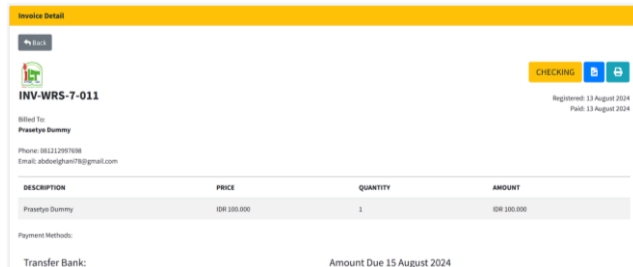 Invoice Detail
Back
CHECKING
INV-WRS-7-011
Registered: 13 August 2024
Paid: 13 August 2024
Billed To:
Prasetyo Dummy
Phone: 081212997698
Email: abdoelghani78@gmail.com
DESCRIPTION PRICE QUANTITY AMOUNT
Prasetyo Dummy IDR 100.000 1 IDR 100.000
Payment Methods:
Transfer Bank: Amount Due 15 August 2024